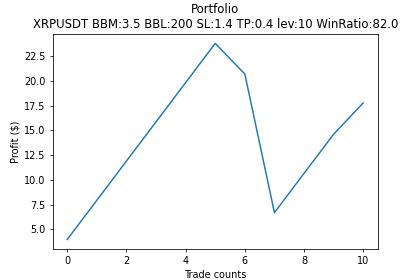 Portfolio
XRPUSDT BBM:3.5 BBL:200 SL:1.4 TP:0.4 lev:10 WinRatio:82.0
Profit ($)
22.5
20.0
17.5
15.0
12.5
10.0
7.5
5.0
0 2 4 6 8 10
Trade counts